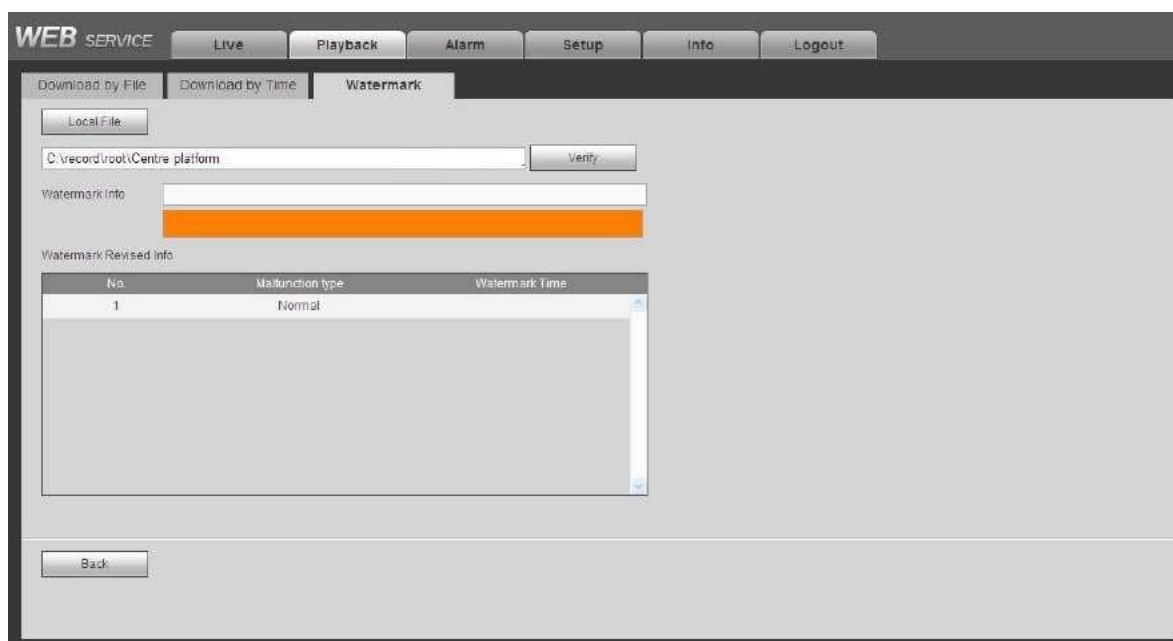 WEB SERVICE Live Playback Alarm Setup Info Logout
Download by File Download by Time Watermark
Local File
C:\record\root\Centre platform Verify
Watermark Info
Watermark Revised Info
No. Malfunction type Watermark Time
1 Normal
Back